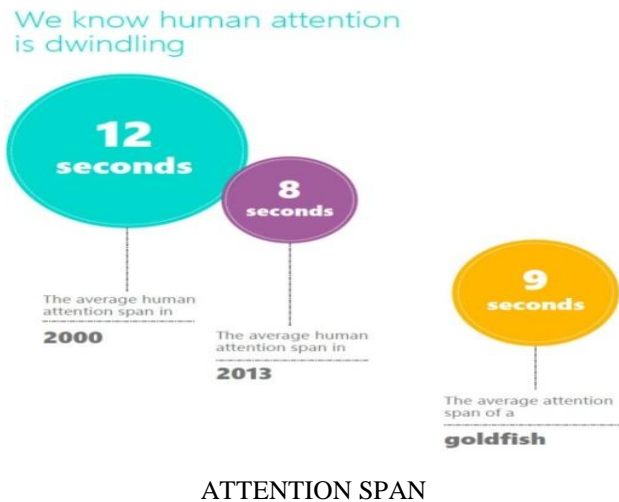 We know human attention
is dwindling
12
seconds
8
seconds
9
seconds
The average human
attention span in
2000
The average human
attention span in
2013
The average attention
span of a
goldfish
ATTENTION SPAN